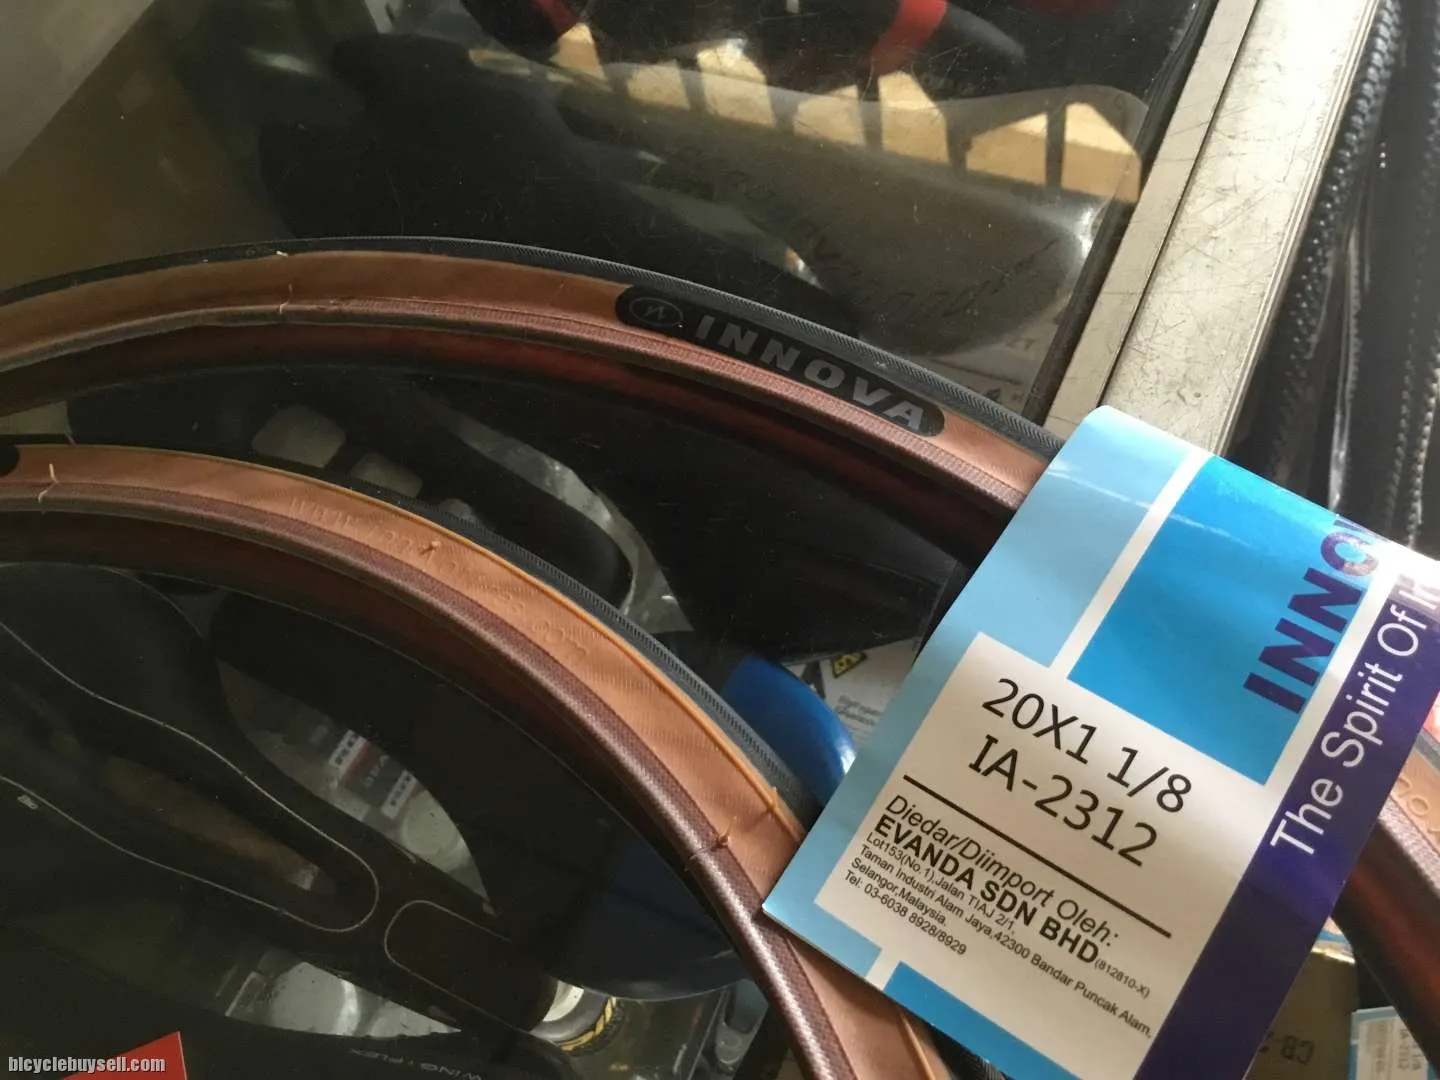 INNOVA
INNO
The Spirit Of
20X1 1/8
IA-2312
Diedar/Diimport Oleh:
EVANDA SDN BHD (812810-X)
Lot153(No.1),Jalan TIAJ 2/1,
Taman Industri Alam Jaya,42300 Bandar Puncak Alam,
Selangor,Malaysia.
Tel: 03-6038 8928/8929
bicyclebuysell.com